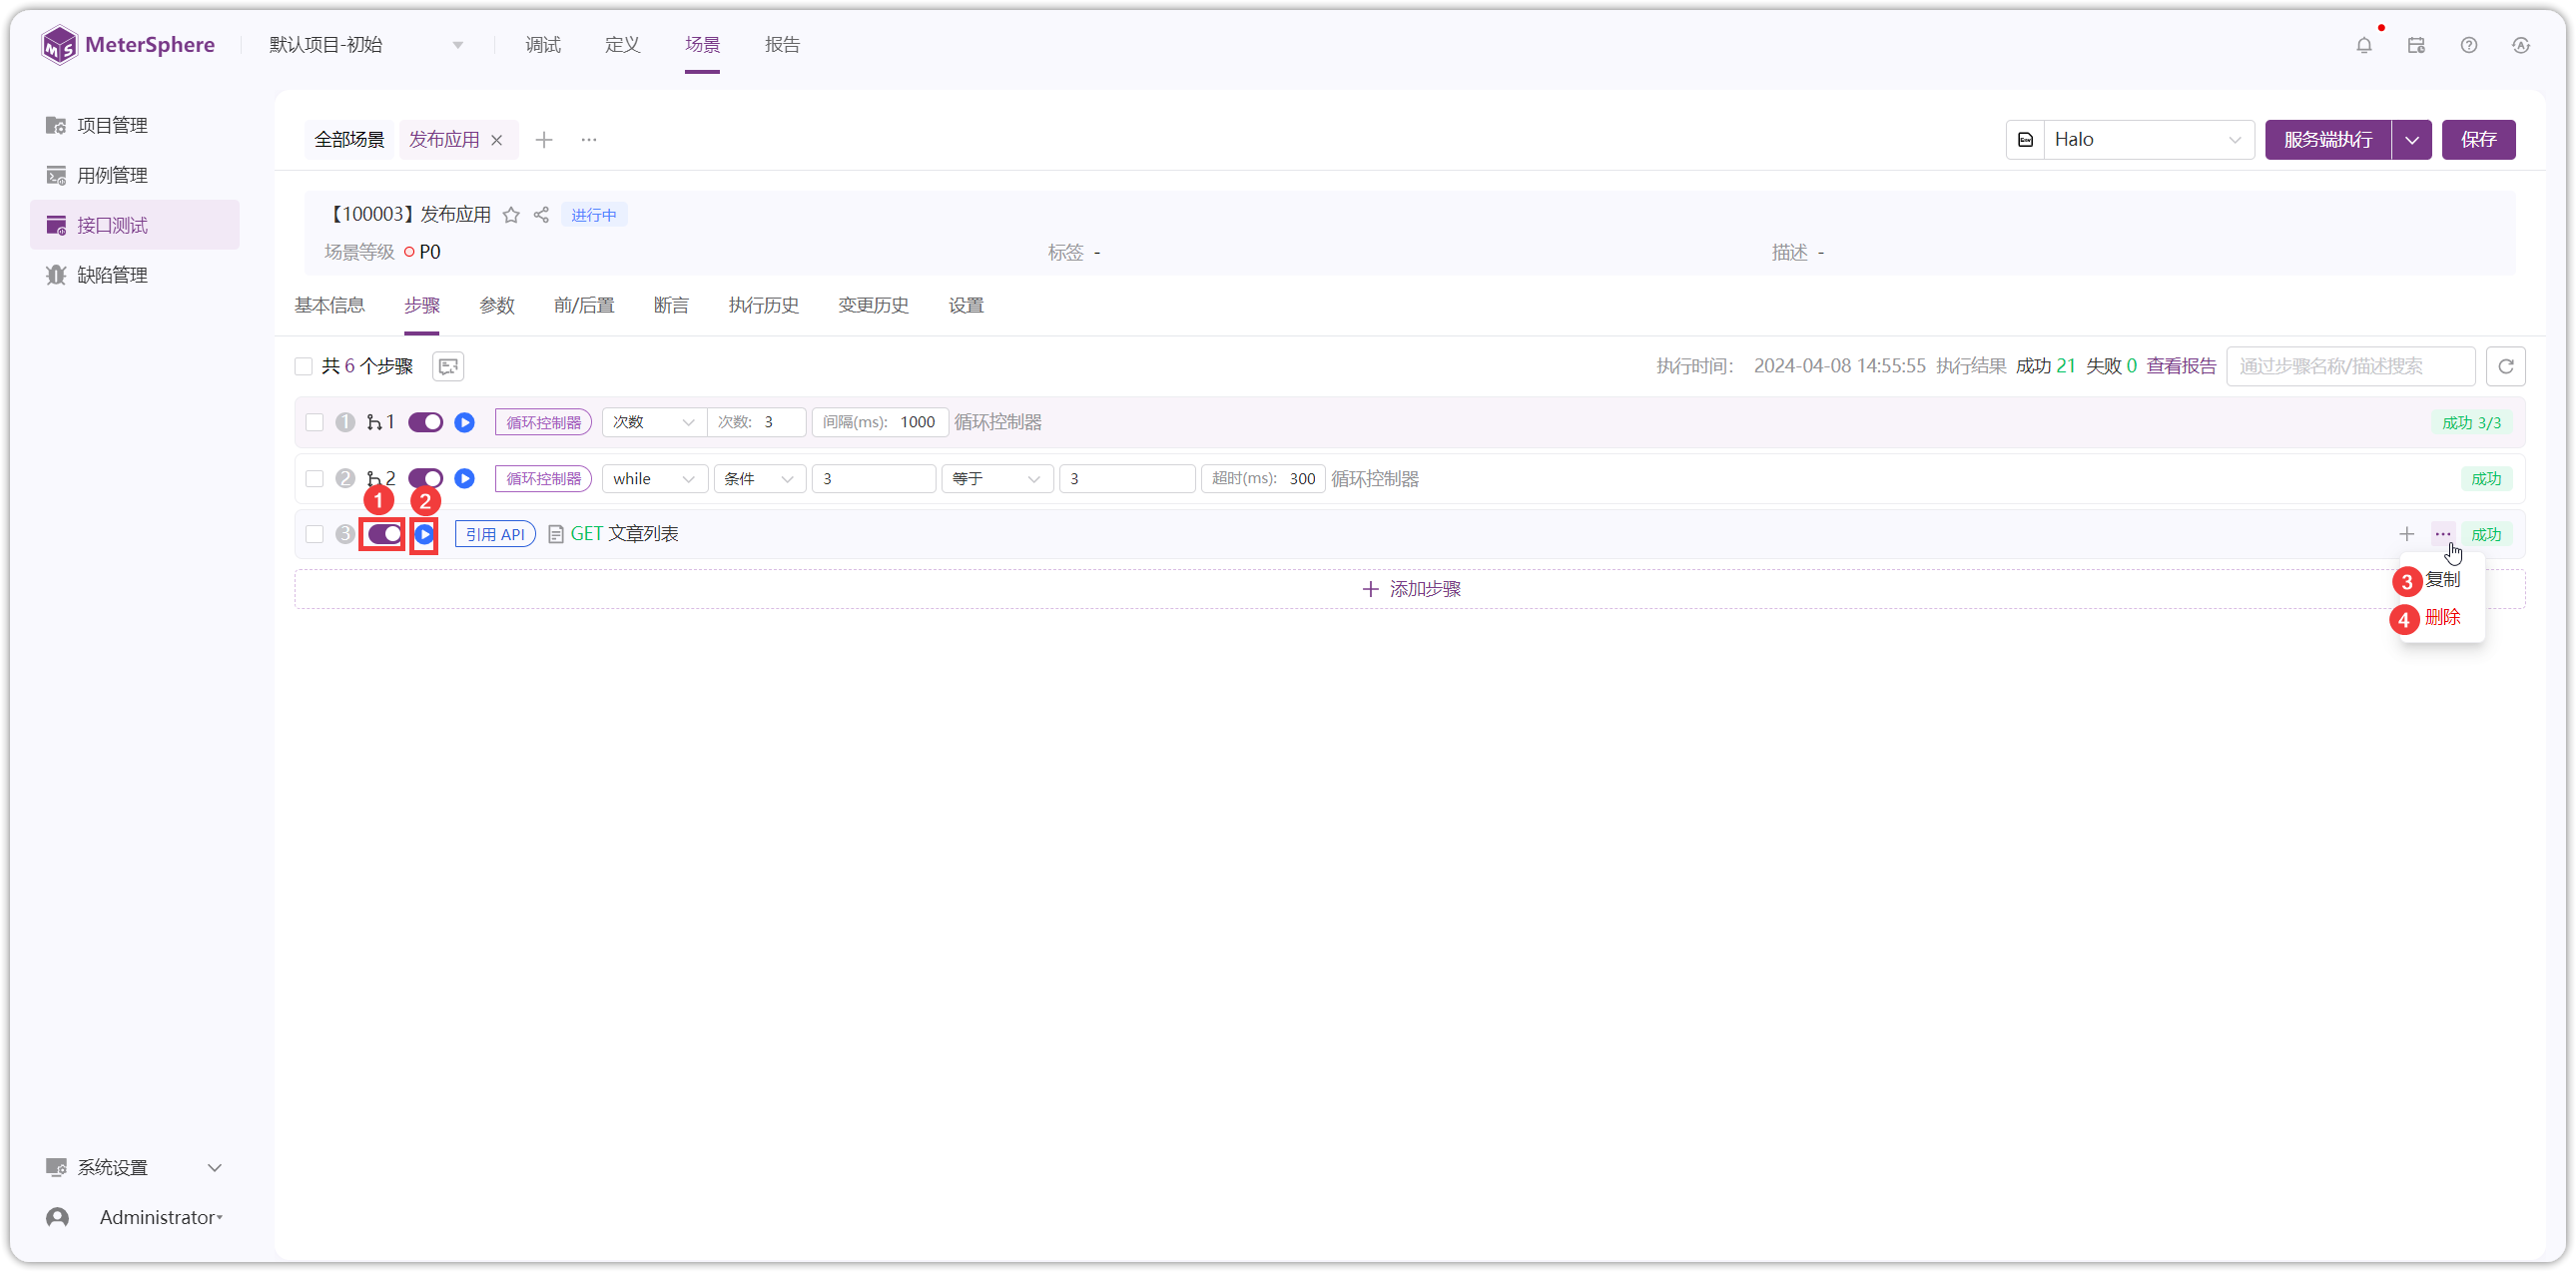 MeterSphere 默认项目-初始 调试 定义 场景 报告
项目管理
用例管理
接口测试
缺陷管理
全部场景 发布应用 Halo 服务端执行 保存
【100003】发布应用 进行中
场景等级 P0 标签 - 描述 -
基本信息 步骤 参数 前/后置 断言 执行历史 变更历史 设置
共 6 个步骤 执行时间: 2024-04-08 14:55:55 执行结果 成功 21 失败 0 查看报告 通过步骤名称/描述搜索
1 1 循环控制器 次数 次数: 3 间隔(ms): 1000 循环控制器 成功 3/3
2 2 循环控制器 while 条件 3 等于 3 超时(ms): 300 循环控制器 成功
1 2
3 引用 API GET 文章列表 成功
添加步骤
3 复制
4 删除
系统设置
Administrator